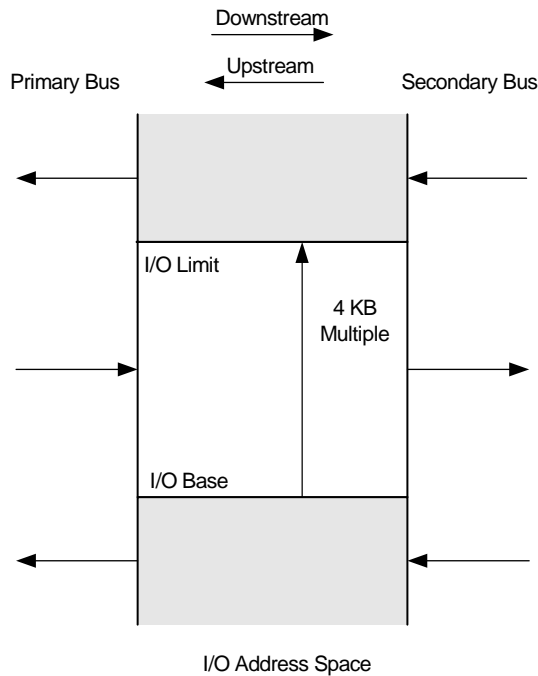 Downstream
Upstream
Primary Bus
Secondary Bus
I/O Limit
4 KB
Multiple
I/O Base
I/O Address Space